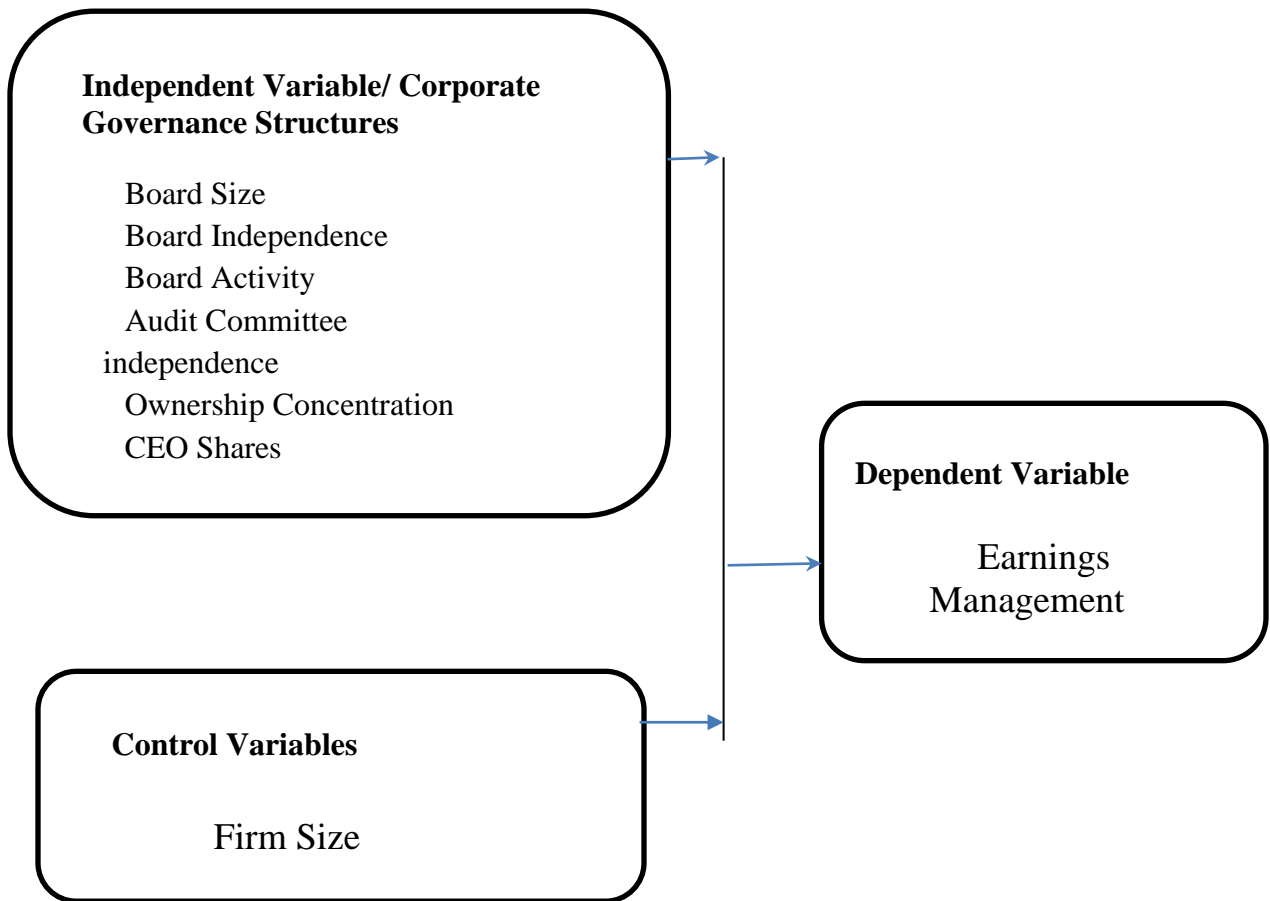 Independent Variable/ Corporate
Governance Structures
Board Size
Board Independence
Board Activity
Audit Committee
independence
Ownership Concentration
CEO Shares
Dependent Variable
Earnings
Management
Control Variables
Firm Size